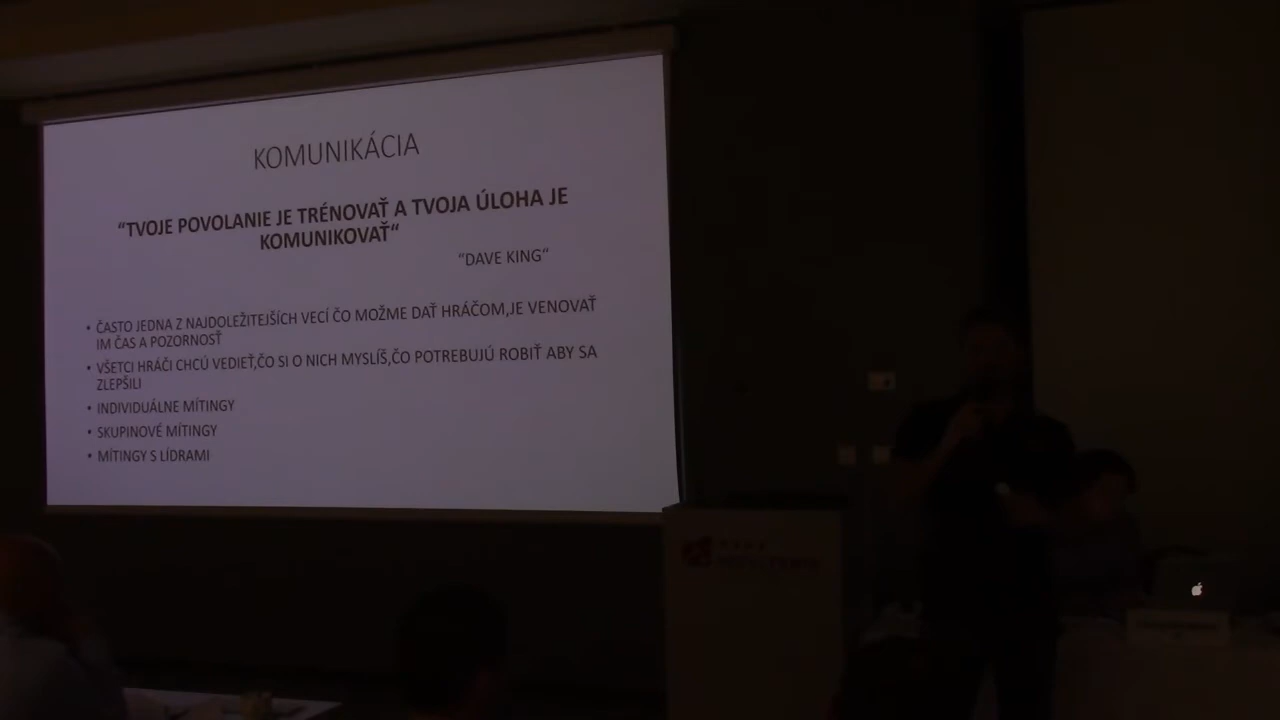 KOMUNIKÁCIA
“TVOJE POVOLANIE JE TRÉNOVAŤ A TVOJA ÚLOHA JE
KOMUNIKOVAŤ“
“DAVE KING“
• ČASTO JEDNA Z NAJDOLEŽITEJŠÍCH VECÍ ČO MOŽME DAŤ HRÁČOM,JE VENOVAŤ
IM ČAS A POZORNOSŤ
• VŠETCI HRÁČI CHCÚ VEDIEŤ,ČO SI O NICH MYSLÍŠ,ČO POTREBUJÚ ROBIŤ ABY SA
ZLEPŠILI
• INDIVIDUÁLNE MÍTINGY
• SKUPINOVÉ MÍTINGY
• MÍTINGY S LÍDRAMI